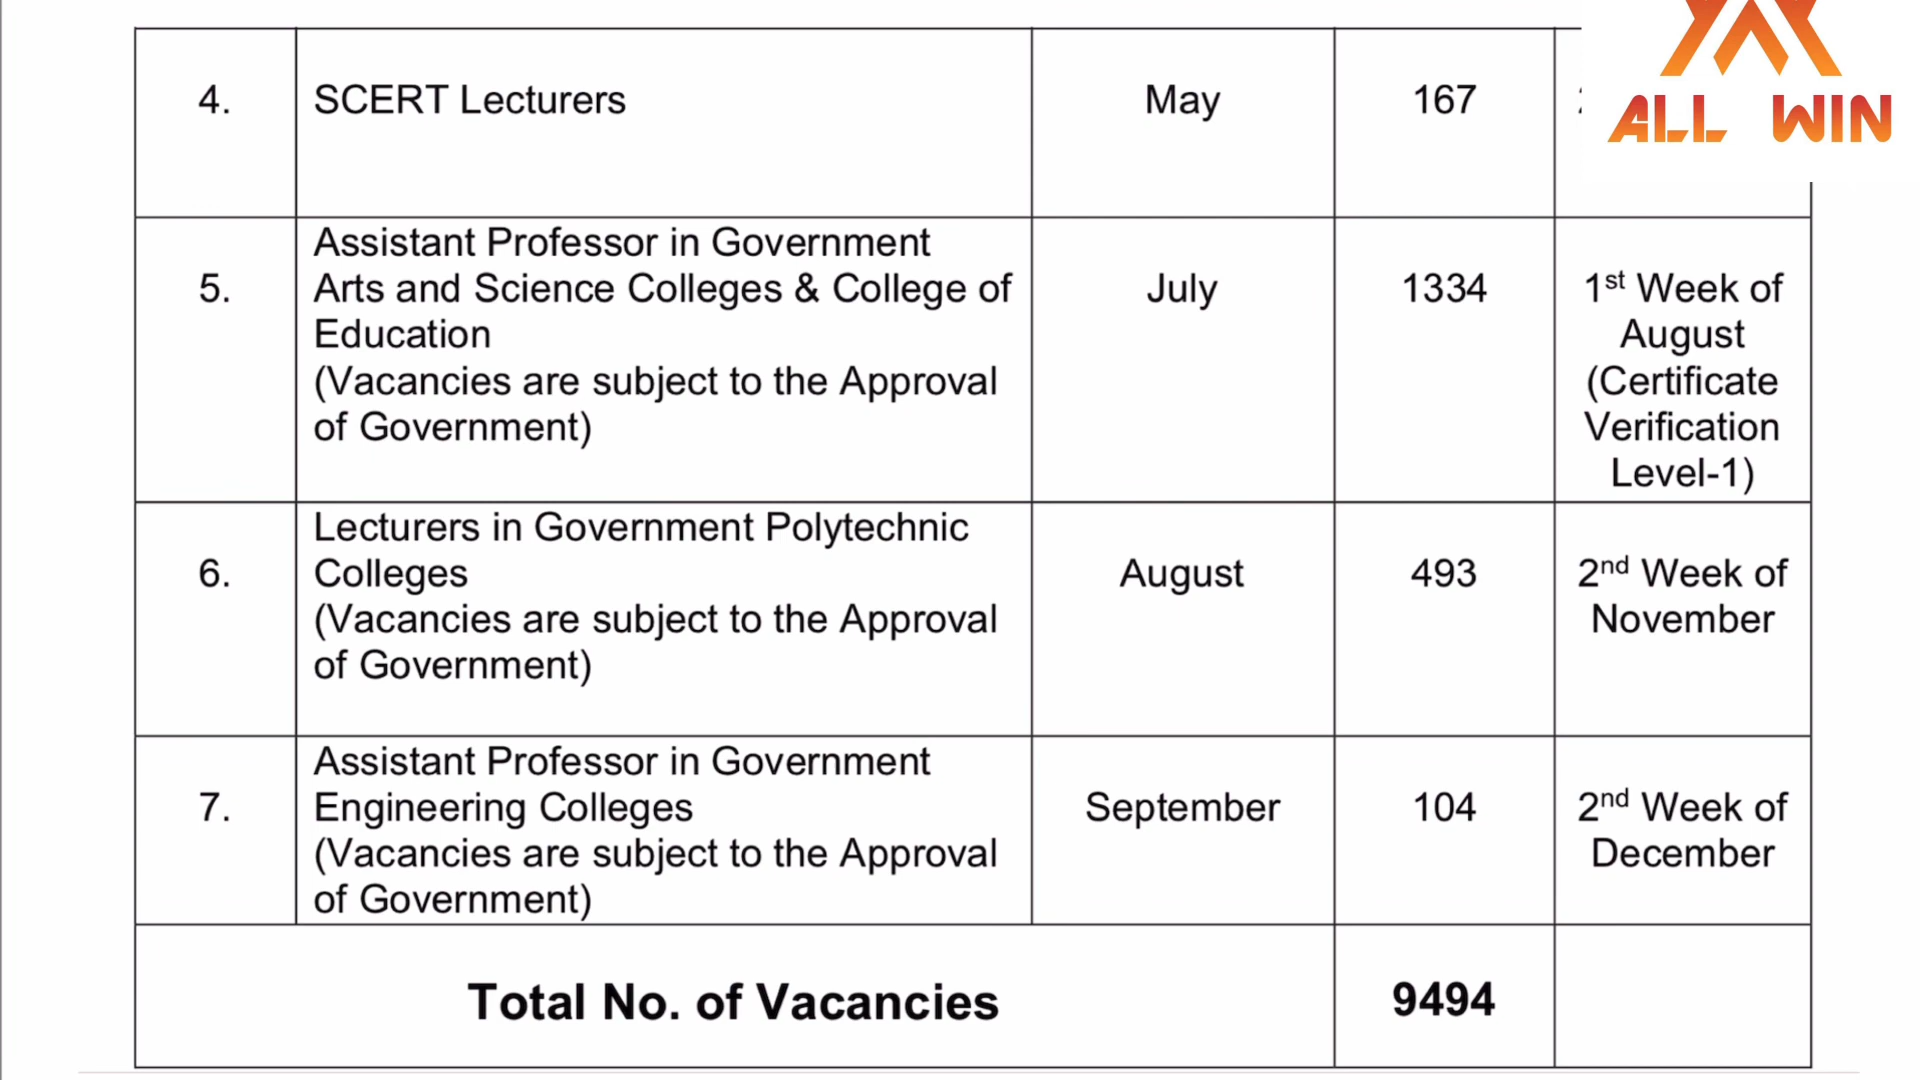 4.
SCERT Lecturers
May
167
ALL WIN
5.
Assistant Professor in Government
Arts and Science Colleges & College of
Education
(Vacancies are subject to the Approval
of Government)
July
1334
1st Week of
August
(Certificate
Verification
Level-1)
6.
Lecturers in Government Polytechnic
Colleges
(Vacancies are subject to the Approval
of Government)
August
493
2nd Week of
November
7.
Assistant Professor in Government
Engineering Colleges
(Vacancies are subject to the Approval
of Government)
September
104
2nd Week of
December
Total No. of Vacancies
9494